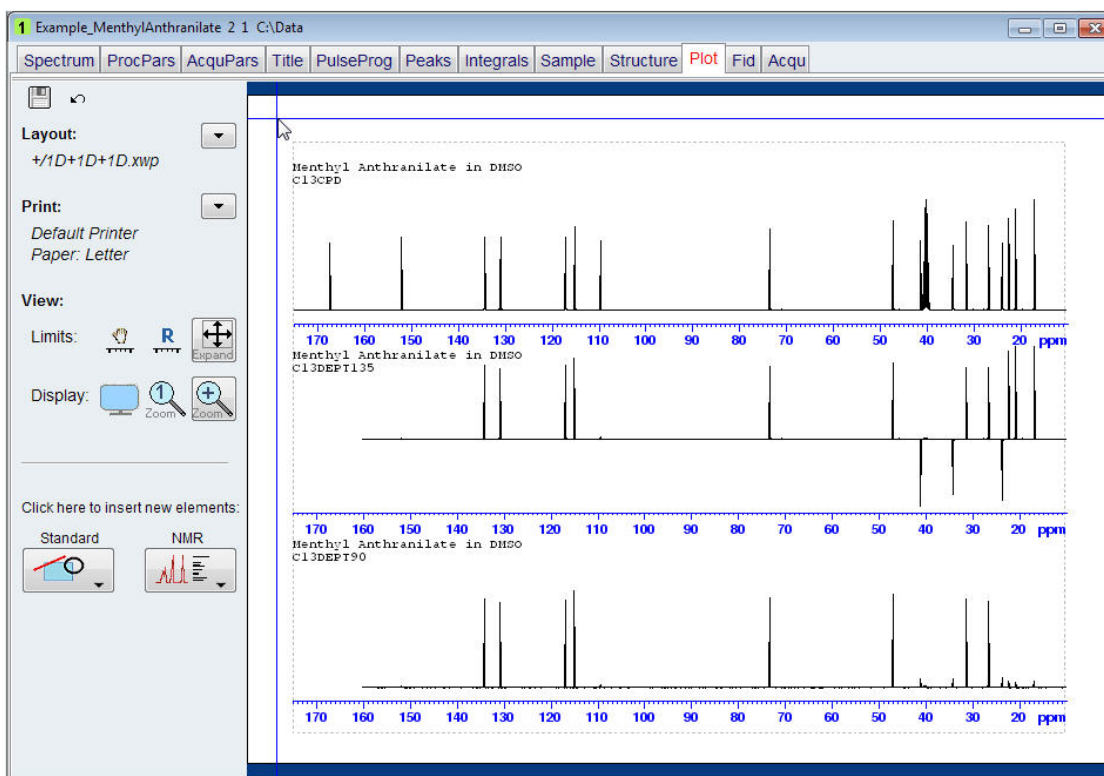 1 Example_MenthylAnthranilate 2 1 C:\Data
Spectrum ProcPars AcquPars Title PulseProg Peaks Integrals Sample Structure Plot Fid Acqu
Layout:
+/1D+1D+1D.xwp
Print:
Default Printer
Paper: Letter
View:
Limits: R Expand
Display: 1 Zoom + Zoom
Click here to insert new elements:
Standard NMR
Menthyl Anthranilate in DMSO
C13CPD
170 160 150 140 130 120 110 100 90 80 70 60 50 40 30 20 ppm
Menthyl Anthranilate in DMSO
C13DEPT135
170 160 150 140 130 120 110 100 90 80 70 60 50 40 30 20 ppm
Menthyl Anthranilate in DMSO
C13DEPT90
170 160 150 140 130 120 110 100 90 80 70 60 50 40 30 20 ppm